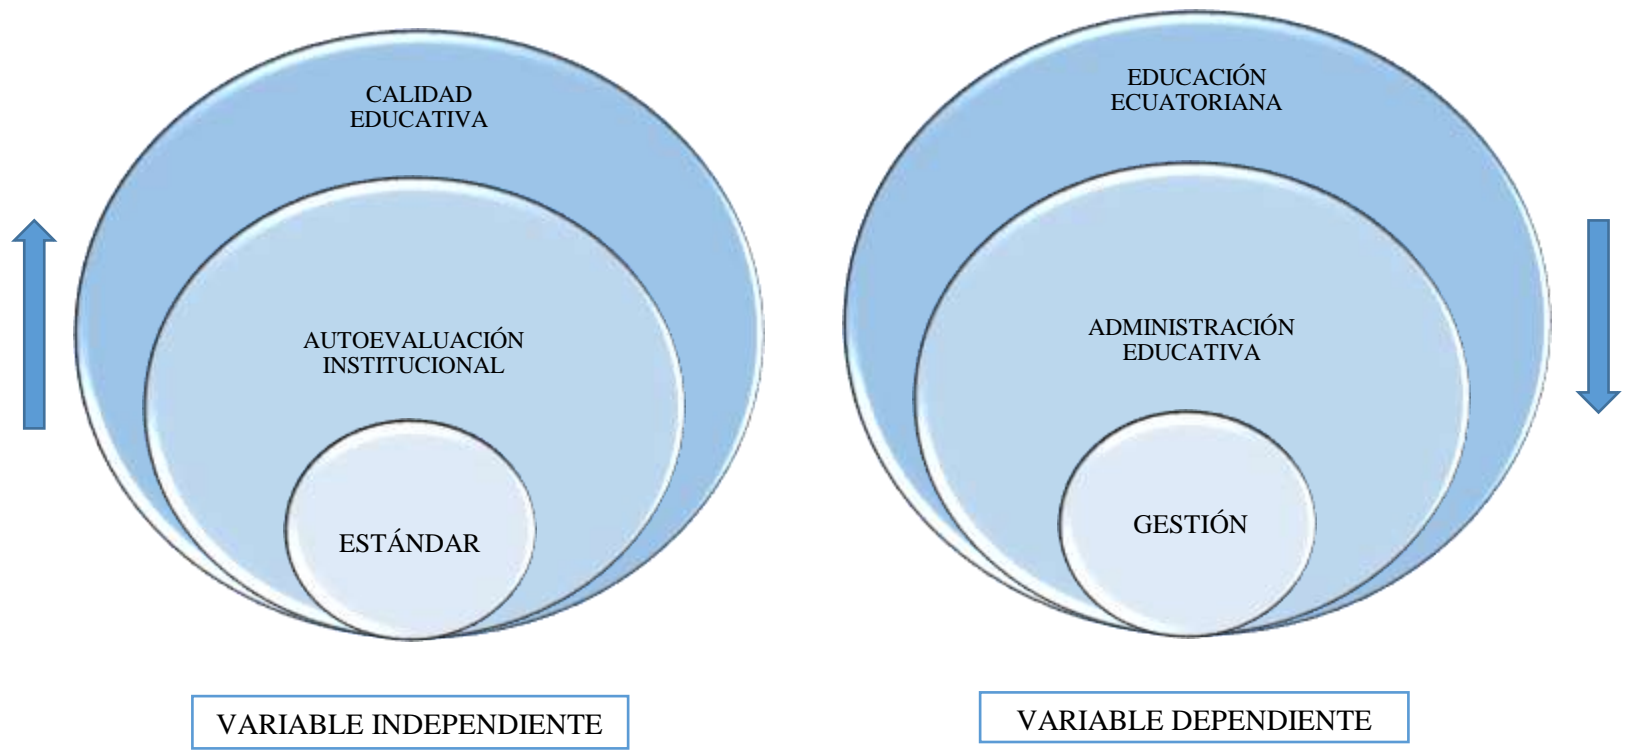 CALIDAD
EDUCATIVA
AUTOEVALUACIÓN
INSTITUCIONAL
ESTÁNDAR
VARIABLE INDEPENDIENTE
EDUCACIÓN
ECUATORIANA
ADMINISTRACIÓN
EDUCATIVA
GESTIÓN
VARIABLE DEPENDIENTE